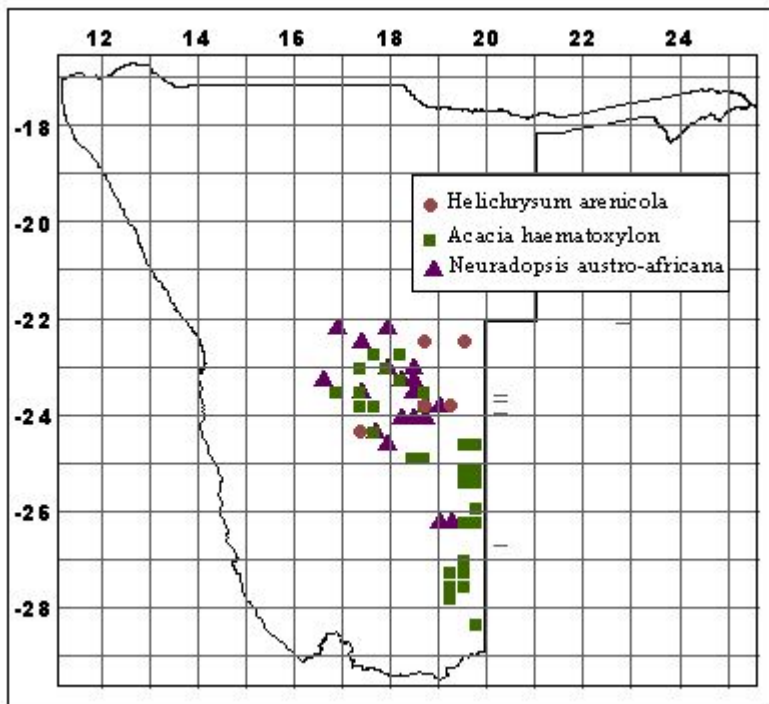 12 14 16 18 20 22 24
-18
-20
Helichrysum arenicola
Acacia haematoxylon
Neuradopsis austro-africana
-22
-24
-26
-28